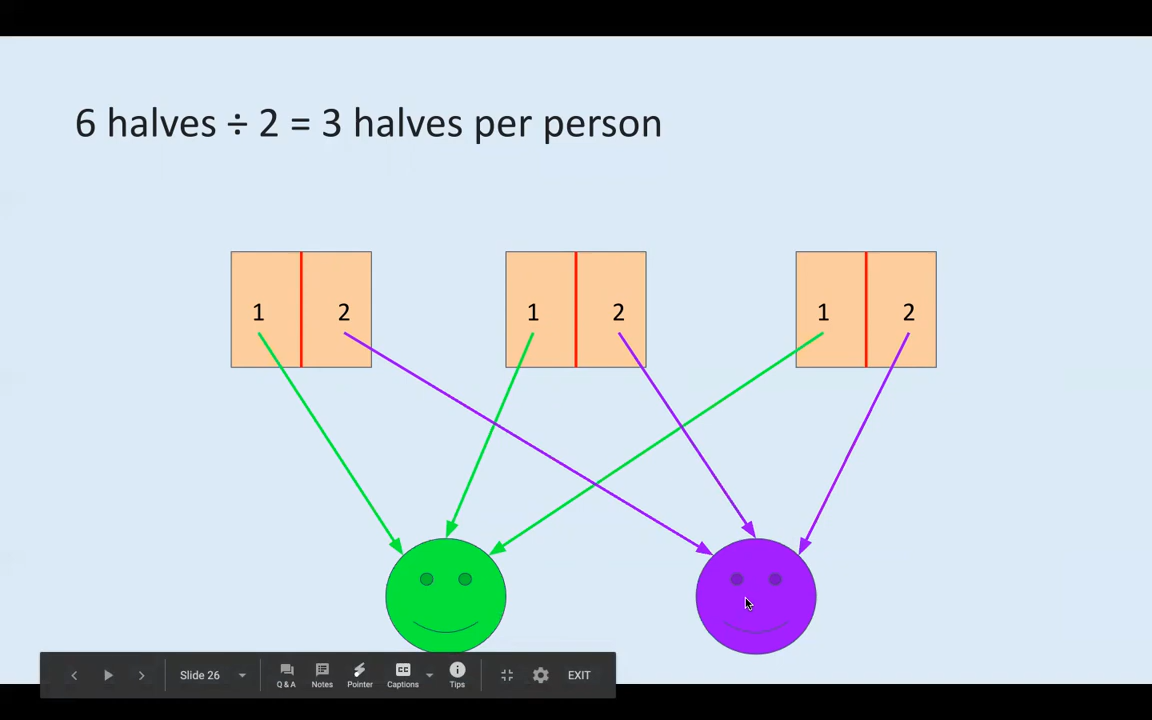 6 halves ÷ 2 = 3 halves per person
1 2 1 2 1 2
Slide 26
Q & A Notes Pointer CC Captions Tips EXIT